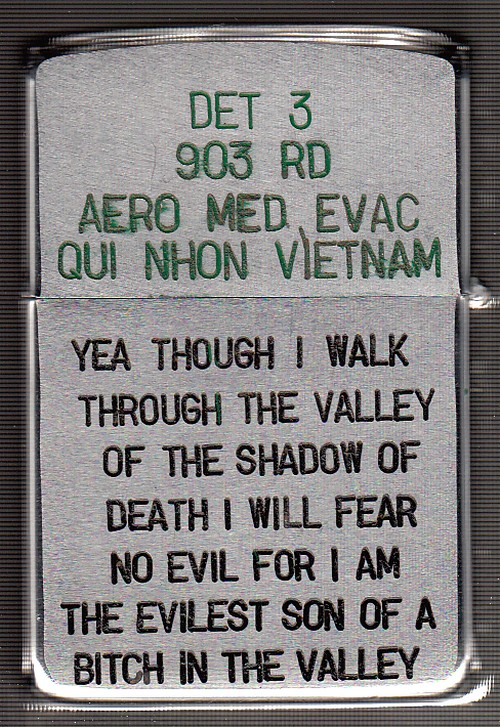 DET 3
903 RD
AERO MED EVAC
QUI NHON VIETNAM
YEA THOUGH I WALK
THROUGH THE VALLEY
OF THE SHADOW OF
DEATH I WILL FEAR
NO EVIL FOR I AM
THE EVILEST SON OF A
BITCH IN THE VALLEY